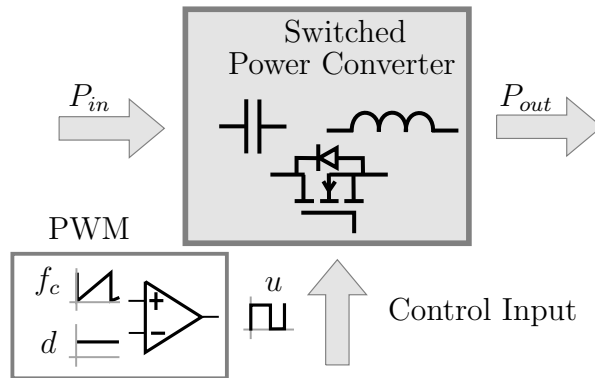 Switched
Power Converter
P_in
P_out
PWM
f_c
+
u
−
d
Control Input